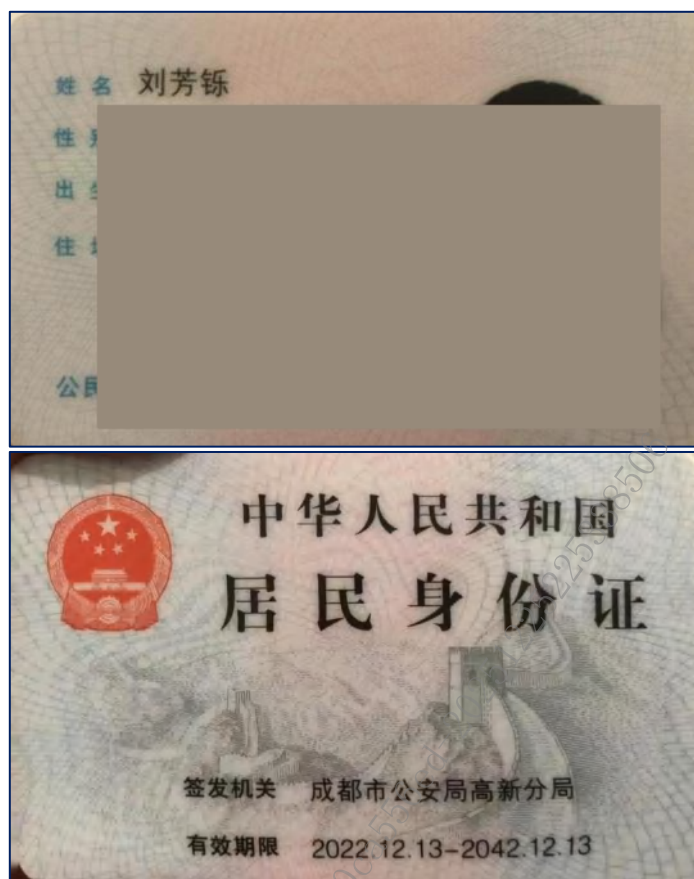 姓名 刘芳铄
性
出
住
公民
中华人民共和国
居民身份证
签发机关 成都市公安局高新分局
有效期限 2022.12.13-2042.12.13